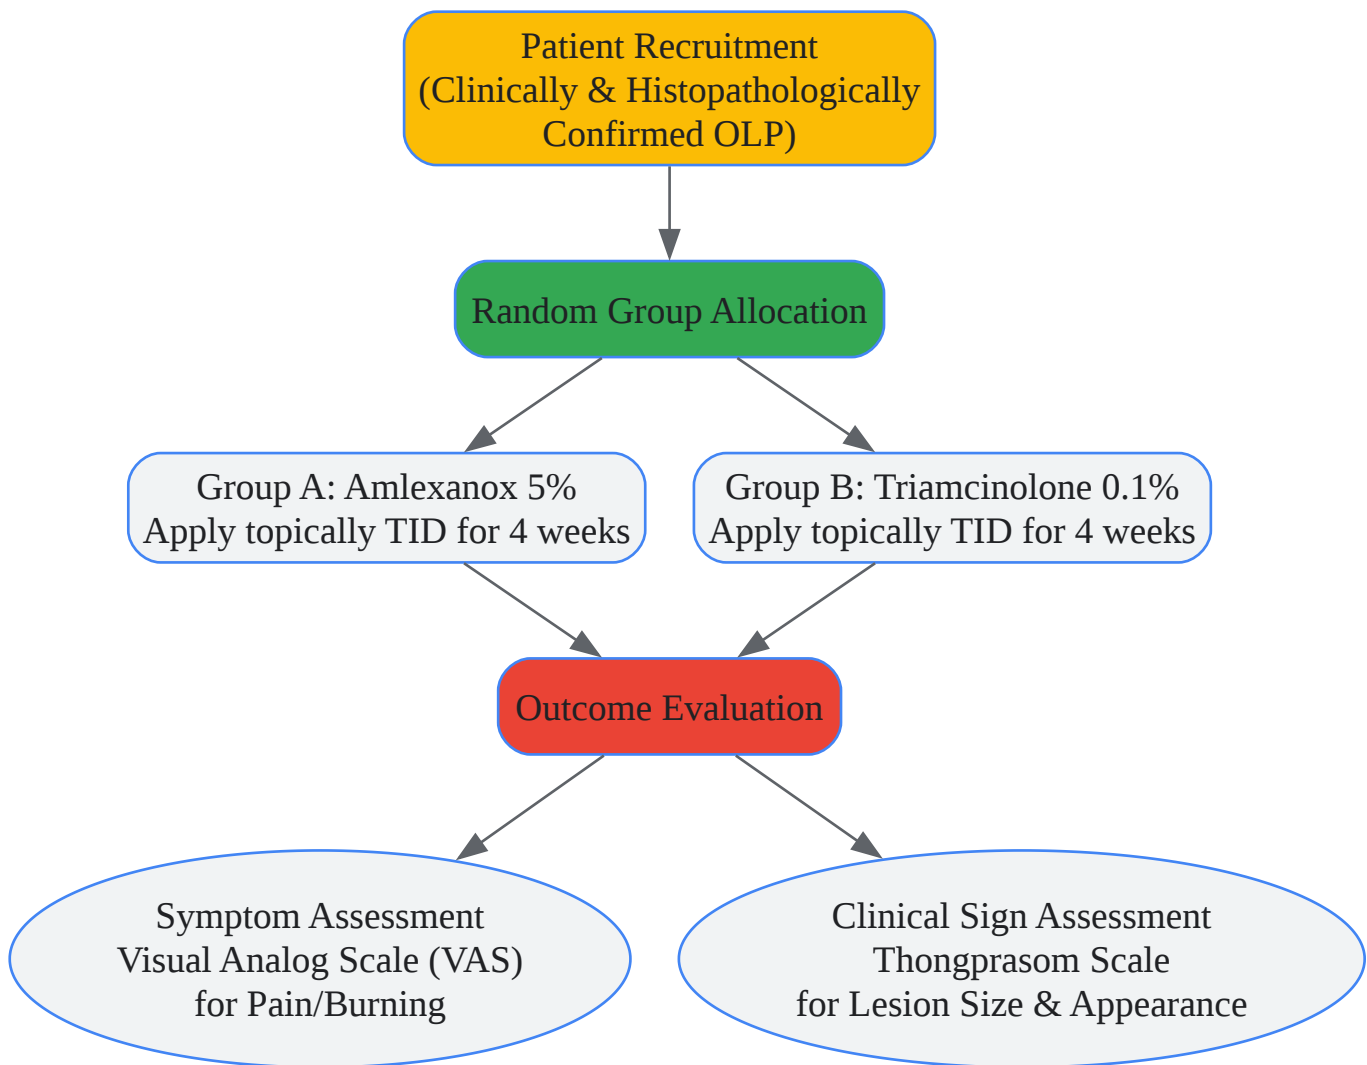 Patient Recruitment
(Clinically & Histopathologically
Confirmed OLP)
Random Group Allocation
Group A: Amlexanox 5%
Apply topically TID for 4 weeks
Group B: Triamcinolone 0.1%
Apply topically TID for 4 weeks
Outcome Evaluation
Symptom Assessment
Visual Analog Scale (VAS)
for Pain/Burning
Clinical Sign Assessment
Thongprasom Scale
for Lesion Size & Appearance